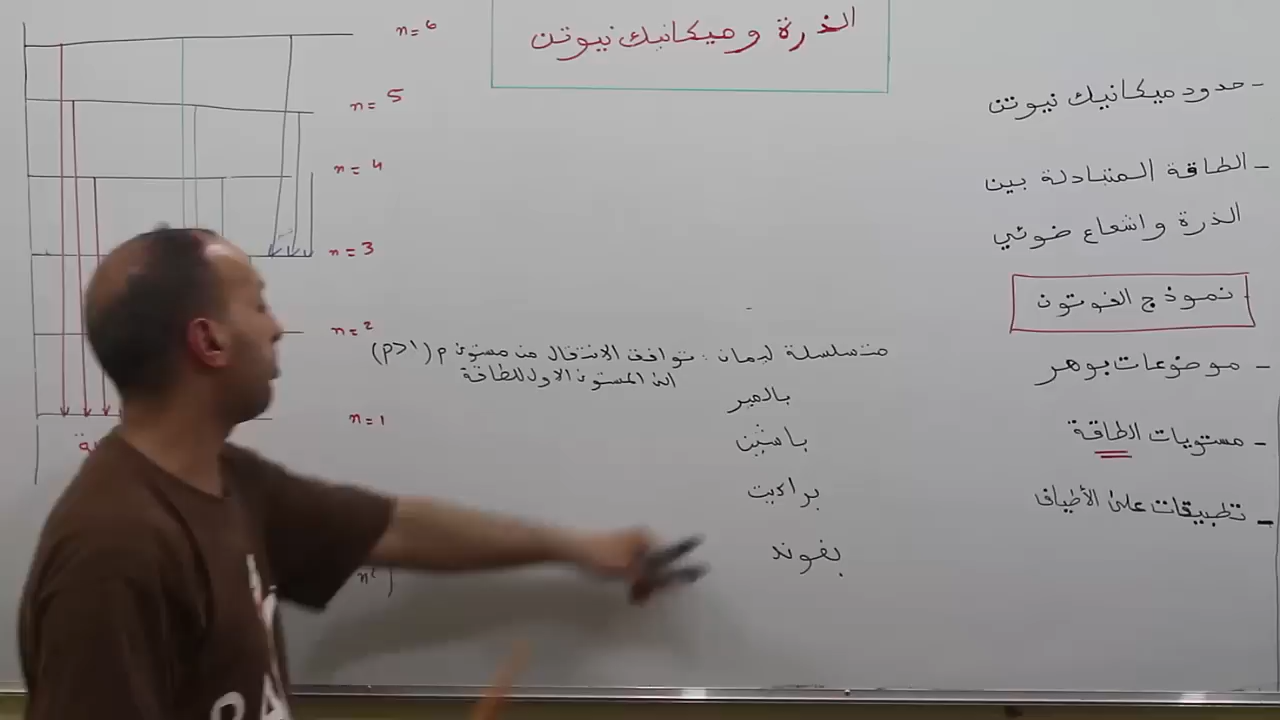 الذرة وميكانيك نيوتن
- حدود ميكانيك نيوتن
- الطاقة المتبادلة بين
الذرة واشعاع ضوئي
- نموذج الفوتون
- موضوعات بوهر
- مستويات الطاقة
- تطبيقات على الأطياف
n=6
n=5
n=4
n=3
n=2
n=1
متسلسلة ليمان : توافق الانتقال من مستوى p (p>1)
الى المستوى الاول للطاقة
بالمير
باشين
براكيت
بفوند